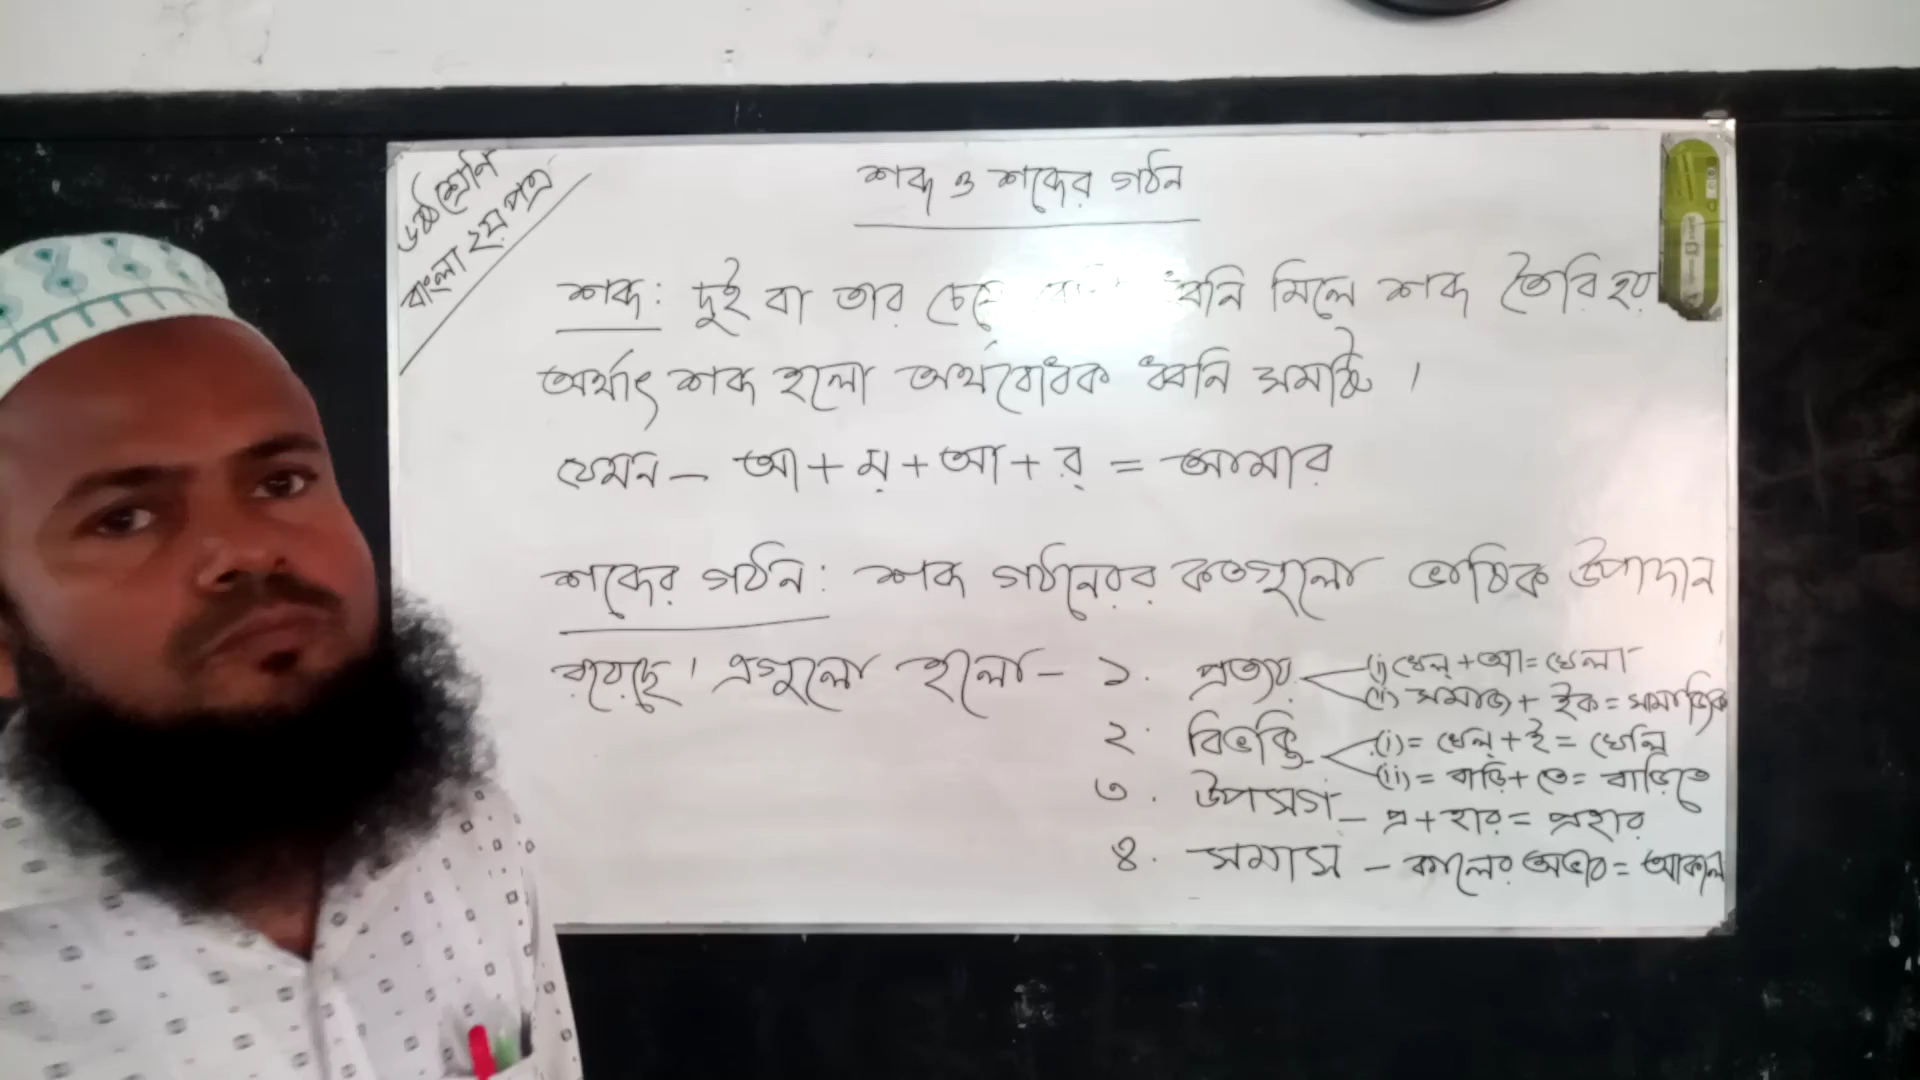 ৬ষ্ঠ শ্রেণি
বাংলা ২য় পত্র
শব্দ ও শব্দের গঠন
শব্দ: দুই বা তার চেয়ে ধ্বনি মিলে শব্দ তৈরি হয়
অর্থাৎ শব্দ হলো অর্থবোধক ধ্বনি সমষ্টি।
যেমন- আ + ম্ + আ + র্ = আমার
শব্দের গঠন: শব্দ গঠনের কতগুলো ভাষিক উপাদান
রয়েছে। এগুলো হলো- ১. প্রত্যয় (i) খেল্ + আ = খেলা
(ii) সমাজ + ইক = সামাজিক
২. বিভক্তি (i) = খেল্ + ই = খেলি
(ii) = বাড়ি + তে = বাড়িতে
৩. উপসর্গ - প্র + হার = প্রহার
৪. সমাস - কালের অভাব = আকাল